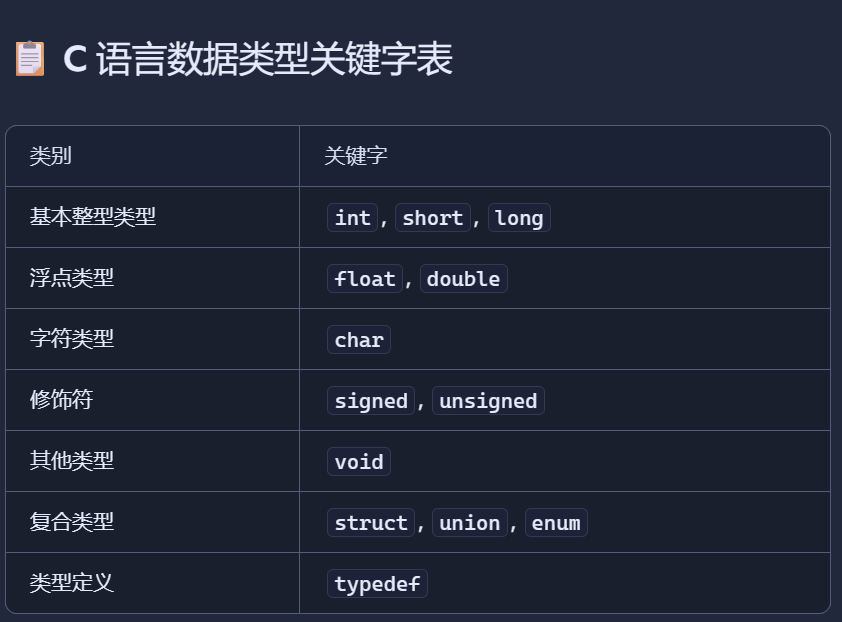 C 语言数据类型关键字表
类别 关键字
基本整型类型 int, short, long
浮点类型 float, double
字符类型 char
修饰符 signed, unsigned
其他类型 void
复合类型 struct, union, enum
类型定义 typedef